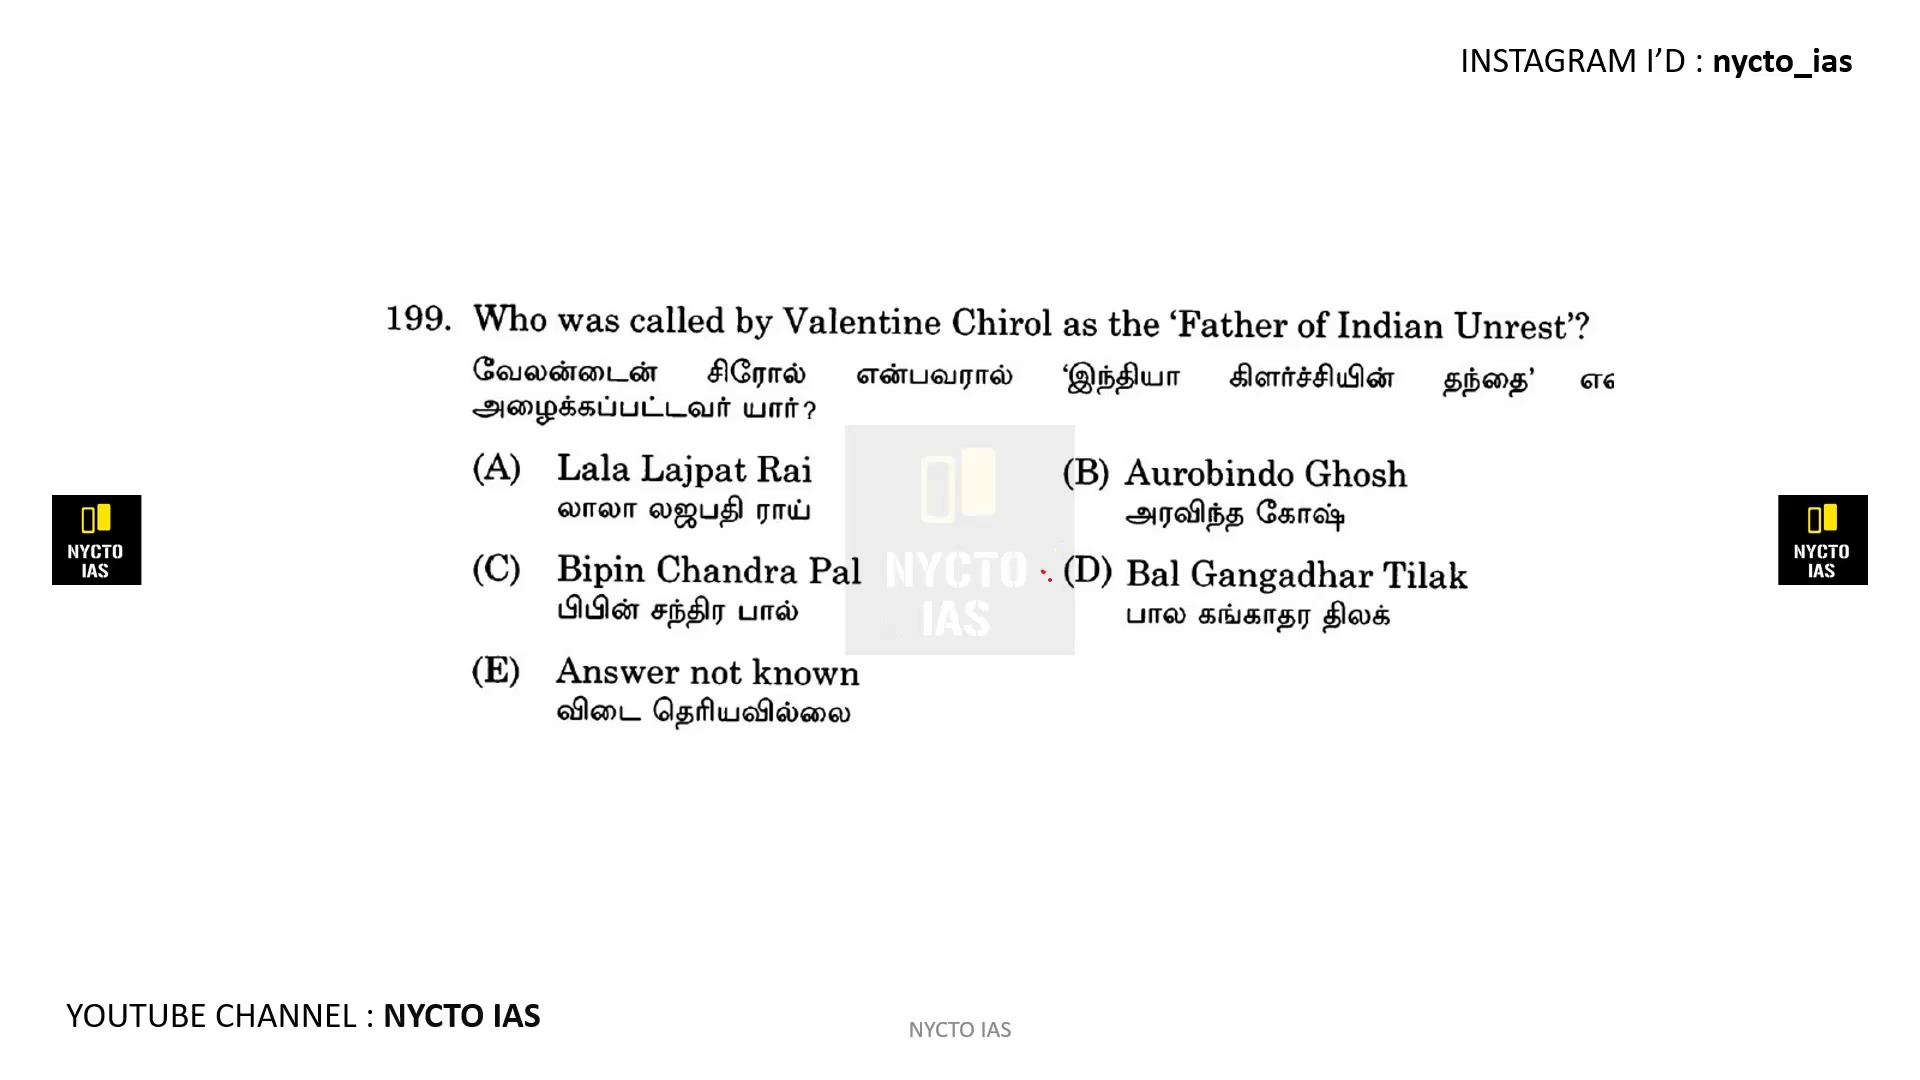 INSTAGRAM I’D : nycto_ias
199. Who was called by Valentine Chirol as the ‘Father of Indian Unrest’?
வேலன்டைன் சிரோல் என்பவரால் ‘இந்தியா கிளர்ச்சியின் தந்தை’
அழைக்கப்பட்டவர் யார்?
(A) Lala Lajpat Rai (B) Aurobindo Ghosh
லாலா லஜபதி ராய் அரவிந்த கோஷ்
(C) Bipin Chandra Pal (D) Bal Gangadhar Tilak
பிபின் சந்திர பால் பால கங்காதர திலக்
(E) Answer not known
விடை தெரியவில்லை
NYCTO
IAS
NYCTO
IAS
NYCTO
IAS
YOUTUBE CHANNEL : NYCTO IAS
NYCTO IAS